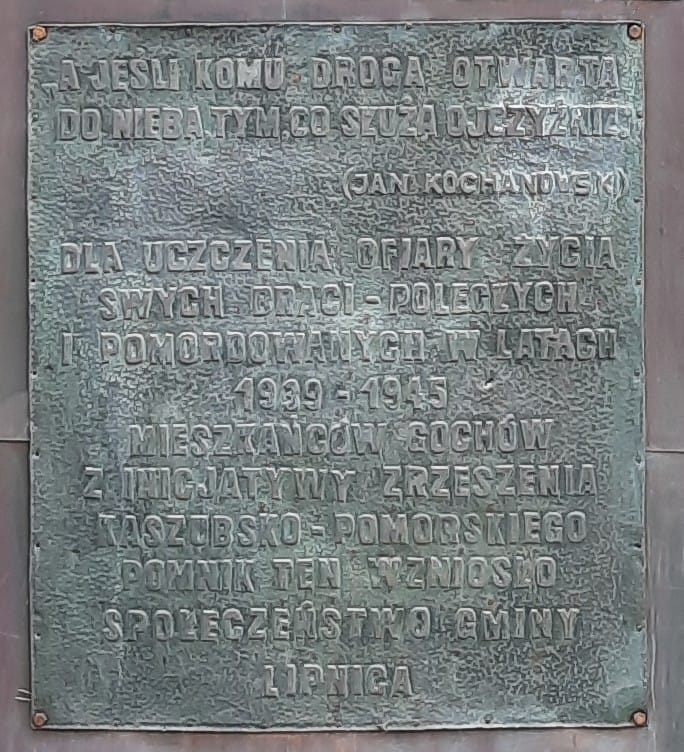 „A JEŚLI KOMU DROGA OTWARTA
DO NIEBA TYM, CO SŁUŻĄ OJCZYŹNIE"
(JAN KOCHANOWSKI)
DLA UCZCZENIA OFJARY ŻYCIA
SWYCH BRACI - POLEGŁYCH
I POMORDOWANYCH W LATACH
1939 - 1945
MIESZKAŃCÓW GOCHÓW
Z INICJATYWY ZRZESZENIA
KASZUBSKO - POMORSKIEGO
POMNIK TEN WZNIOSŁO
SPOŁECZEŃSTWO GMINY
LIPNICA